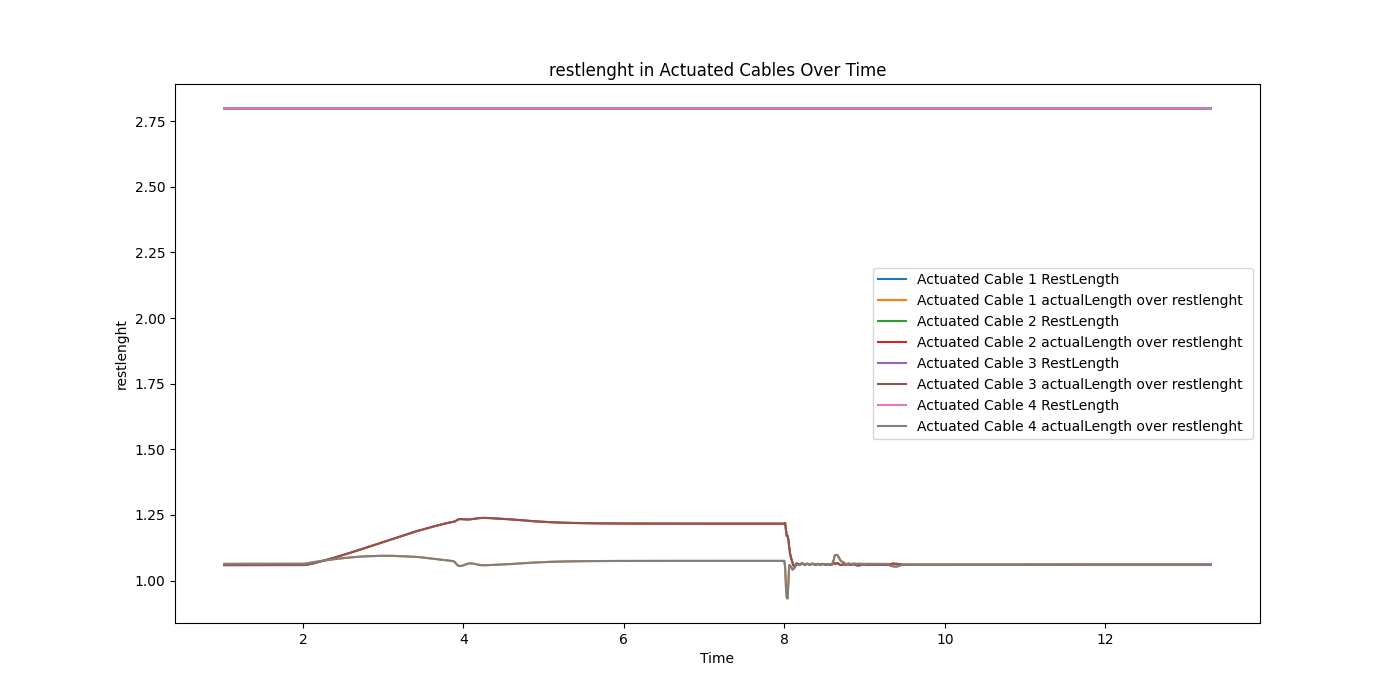 restlenght in Actuated Cables Over Time
2.75
2.50
2.25
2.00
1.75
1.50
1.25
1.00
restlenght
Actuated Cable 1 RestLength
Actuated Cable 1 actualLength over restlenght
Actuated Cable 2 RestLength
Actuated Cable 2 actualLength over restlenght
Actuated Cable 3 RestLength
Actuated Cable 3 actualLength over restlenght
Actuated Cable 4 RestLength
Actuated Cable 4 actualLength over restlenght
2 4 6 8 10 12
Time